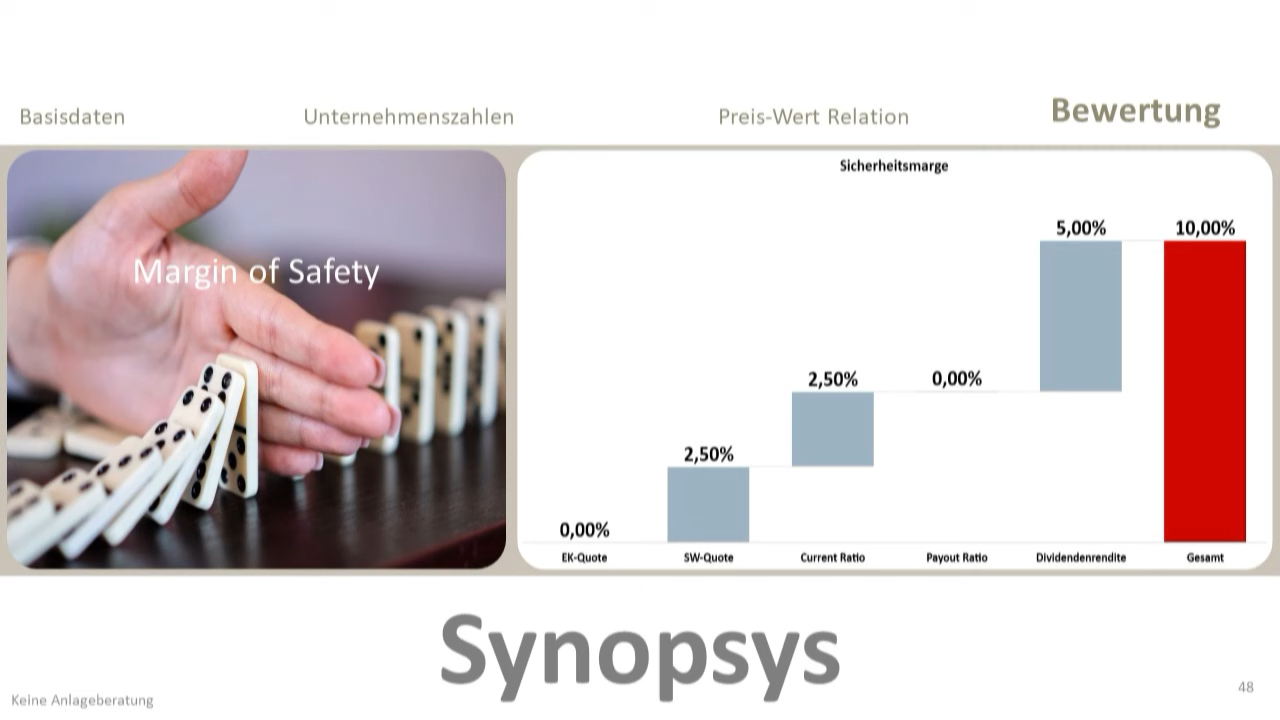 Basisdaten
Unternehmenszahlen
Preis-Wert Relation
Bewertung
Margin of Safety
Sicherheitsmarge
0,00%
2,50%
2,50%
0,00%
5,00%
10,00%
EK-Quote
SW-Quote
Current Ratio
Payout Ratio
Dividendenrendite
Gesamt
Synopsys
Keine Anlageberatung
48